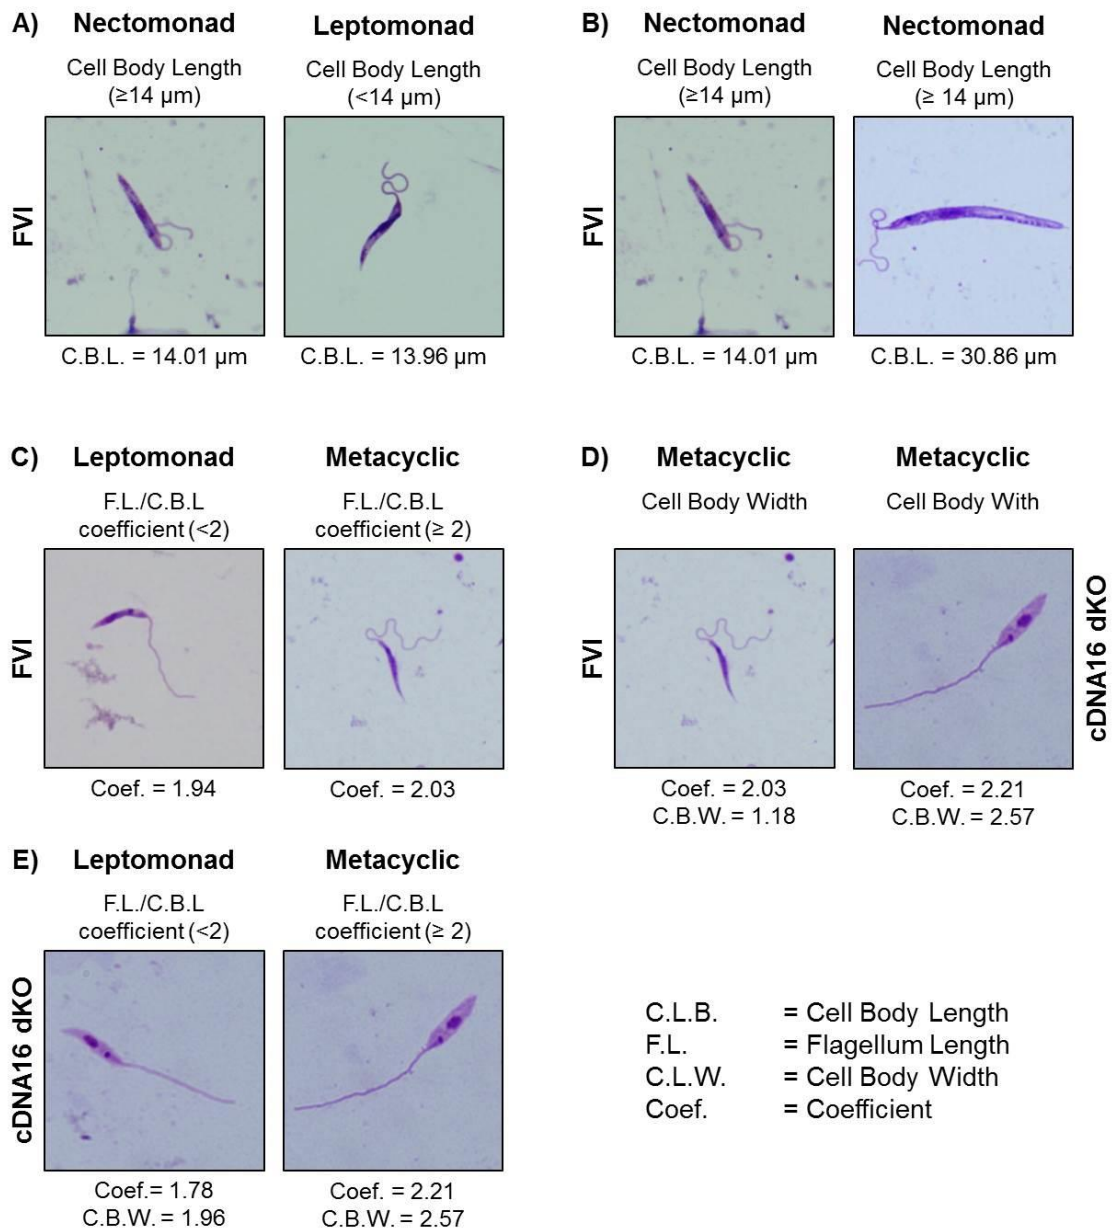 A) Nectomonad Leptomonad
Cell Body Length (≥14 µm) Cell Body Length (<14 µm)
FVI
C.B.L. = 14.01 µm C.B.L. = 13.96 µm
B) Nectomonad Nectomonad
Cell Body Length (≥14 µm) Cell Body Length (≥ 14 µm)
FVI
C.B.L. = 14.01 µm C.B.L. = 30.86 µm
C) Leptomonad Metacyclic
F.L./C.B.L coefficient (<2) F.L./C.B.L coefficient (≥ 2)
FVI
Coef. = 1.94 Coef. = 2.03
D) Metacyclic Metacyclic
Cell Body Width Cell Body With
FVI
cDNA16 dKO
Coef. = 2.03 Coef. = 2.21
C.B.W. = 1.18 C.B.W. = 2.57
E) Leptomonad Metacyclic
F.L./C.B.L coefficient (<2) F.L./C.B.L coefficient (≥ 2)
cDNA16 dKO
Coef.= 1.78 Coef. = 2.21
C.B.W. = 1.96 C.B.W. = 2.57
C.L.B. = Cell Body Length
F.L. = Flagellum Length
C.L.W. = Cell Body Width
Coef. = Coefficient